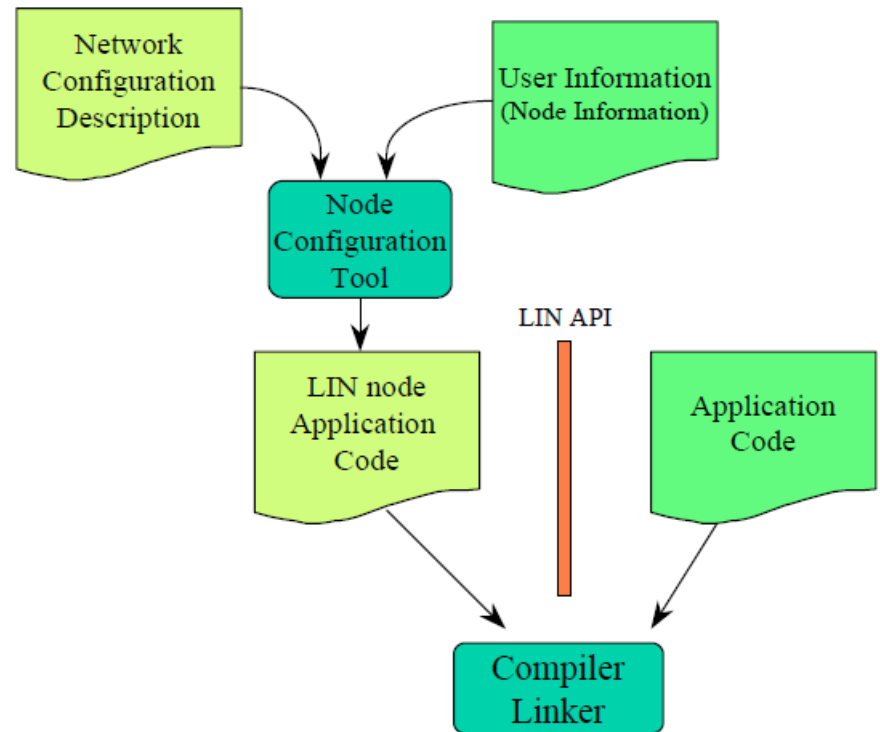 Network
Configuration
Description
User Information
(Node Information)
Node
Configuration
Tool
LIN API
LIN node
Application
Code
Application
Code
Compiler
Linker